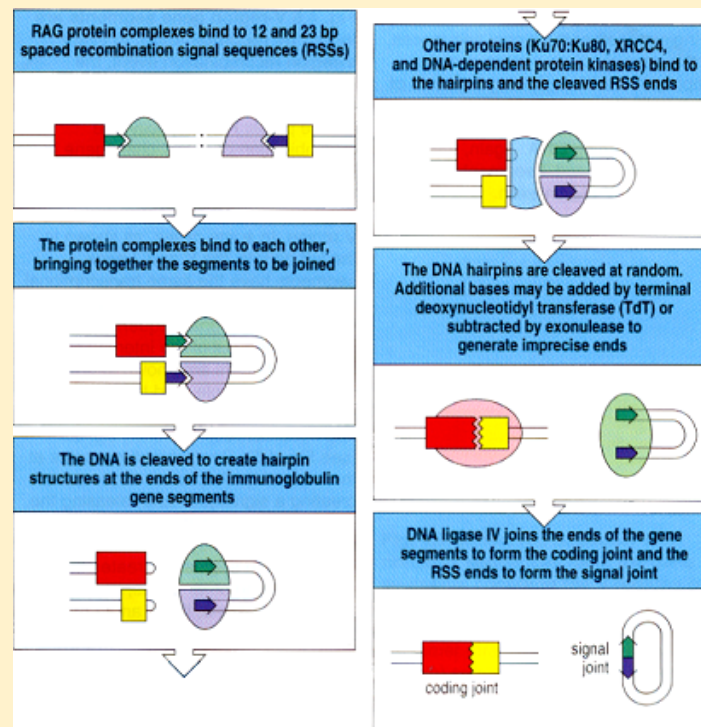 RAG protein complexes bind to 12 and 23 bp
spaced recombination signal sequences (RSSs)
The protein complexes bind to each other,
bringing together the segments to be joined
The DNA is cleaved to create hairpin
structures at the ends of the immunoglobulin
gene segments
Other proteins (Ku70:Ku80, XRCC4,
and DNA-dependent protein kinases) bind to
the hairpins and the cleaved RSS ends
The DNA hairpins are cleaved at random.
Additional bases may be added by terminal
deoxynucleotidyl transferase (TdT) or
subtracted by exonulease to
generate imprecise ends
DNA ligase IV joins the ends of the gene
segments to form the coding joint and the
RSS ends to form the signal joint
coding joint
signal
joint